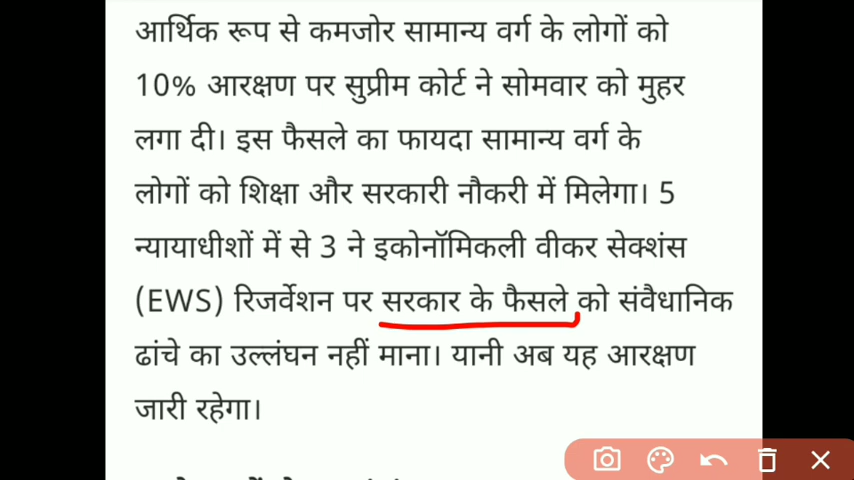 आर्थिक रूप से कमजोर सामान्य वर्ग के लोगों को
10% आरक्षण पर सुप्रीम कोर्ट ने सोमवार को मुहर
लगा दी। इस फैसले का फायदा सामान्य वर्ग के
लोगों को शिक्षा और सरकारी नौकरी में मिलेगा। 5
न्यायाधीशों में से 3 ने इकोनॉमिकली वीकर सेक्शंस
(EWS) रिजर्वेशन पर सरकार के फैसले को संवैधानिक
ढांचे का उल्लंघन नहीं माना। यानी अब यह आरक्षण
जारी रहेगा।